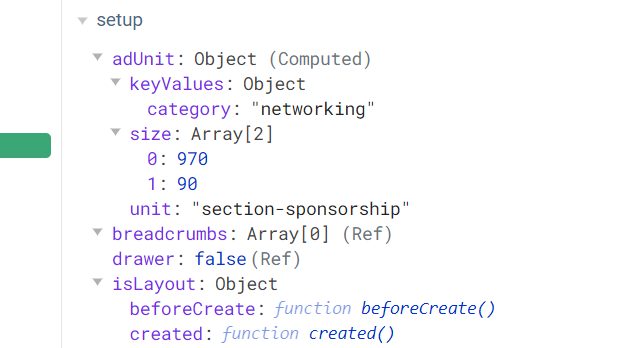 setup
adUnit: Object (Computed)
keyValues: Object
category: "networking"
size: Array[2]
0: 970
1: 90
unit: "section-sponsorship"
breadcrumbs: Array[0] (Ref)
drawer: false (Ref)
isLayout: Object
beforeCreate: function beforeCreate()
created: function created()